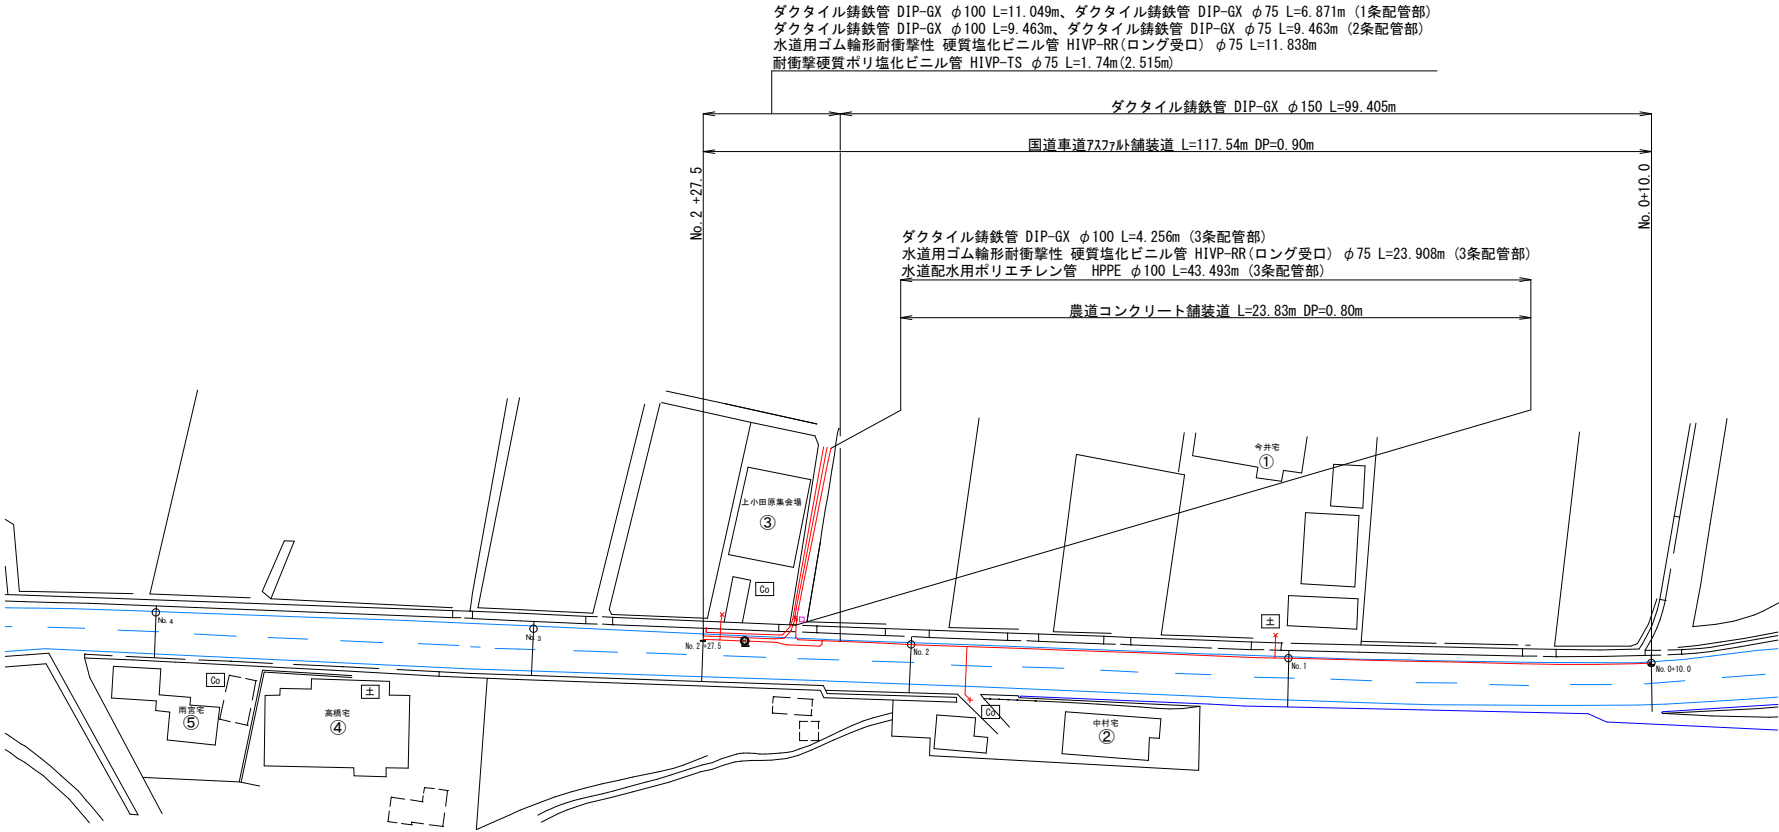 ダクタイル鋳鉄管 DIP-GX φ100 L=11.049m、ダクタイル鋳鉄管 DIP-GX φ75 L=6.871m (1条配管部)
ダクタイル鋳鉄管 DIP-GX φ100 L=9.463m、ダクタイル鋳鉄管 DIP-GX φ75 L=9.463m (2条配管部)
水道用ゴム輪形耐衝撃性 硬質塩化ビニル管 HIVP-RR(ロング受口) φ75 L=11.838m
耐衝撃硬質ポリ塩化ビニル管 HIVP-TS φ75 L=1.74m(2.515m)
ダクタイル鋳鉄管 DIP-GX φ150 L=99.405m
国道車道アスファルト舗装道 L=117.54m DP=0.90m
No.2 +27.5
No.0+10.0
ダクタイル鋳鉄管 DIP-GX φ100 L=4.256m (3条配管部)
水道用ゴム輪形耐衝撃性 硬質塩化ビニル管 HIVP-RR(ロング受口) φ75 L=23.908m (3条配管部)
水道配水用ポリエチレン管 HPPE φ100 L=43.493m (3条配管部)
農道コンクリート舗装道 L=23.83m DP=0.80m
今井宅
①
上小田原集会場
③
Co
土
No.4
No.3
No.2 +27.5
No.2
No.1
No.0+10.0
Co
雨宮宅
⑤
土
高橋宅
④
Co
中村宅
②